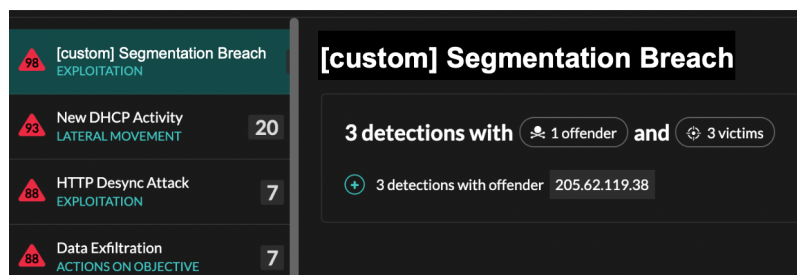 98
[custom] Segmentation Breach
EXPLOITATION
93
New DHCP Activity
LATERAL MOVEMENT
20
88
HTTP Desync Attack
EXPLOITATION
7
88
Data Exfiltration
ACTIONS ON OBJECTIVE
7
[custom] Segmentation Breach
3 detections with 1 offender and 3 victims
3 detections with offender 205.62.119.38